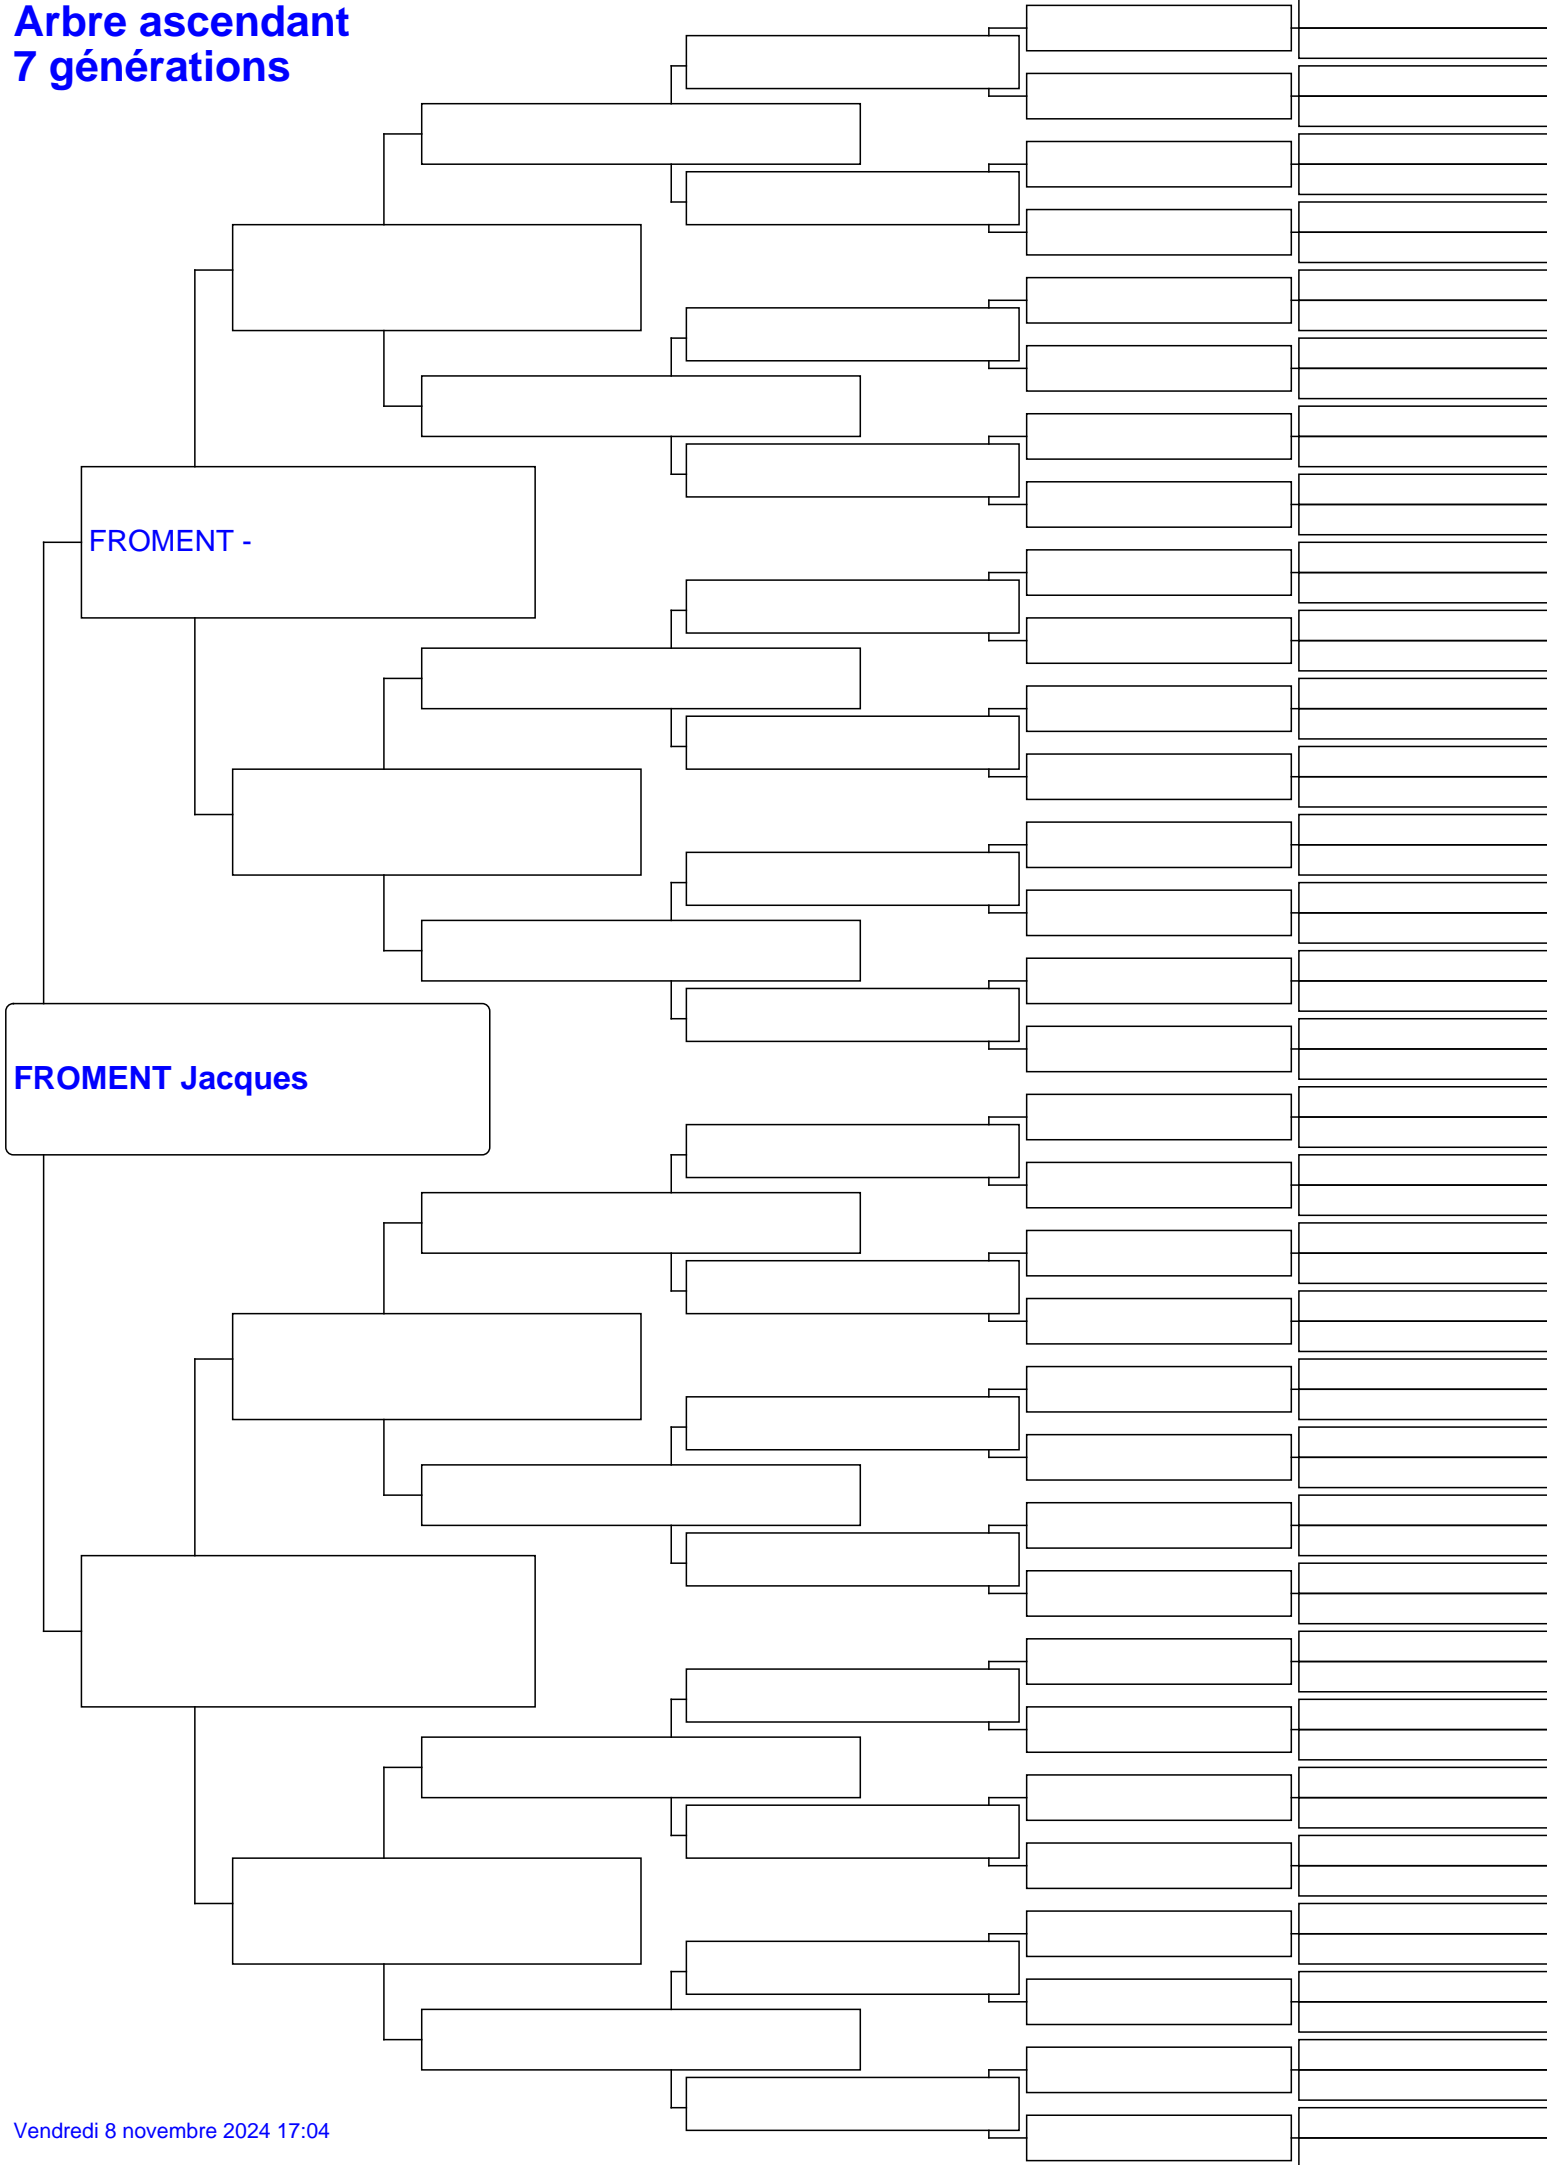 Arbre ascendant
7 générations
FROMENT -
FROMENT Jacques
Vendredi 8 novembre 2024 17:04